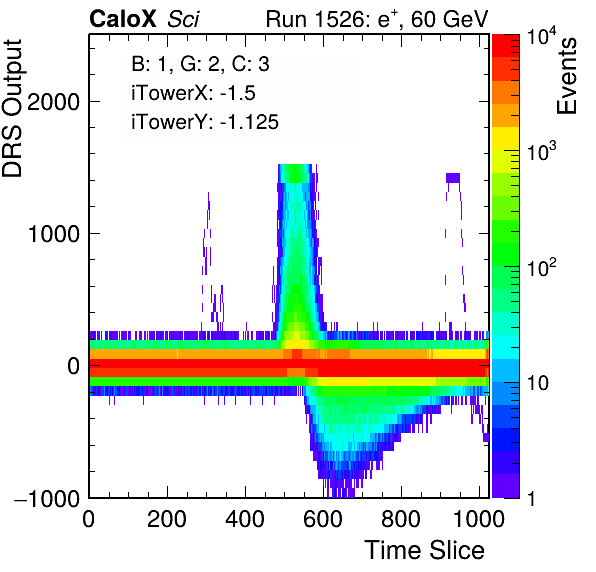 CaloX Sci Run 1526: e+, 60 GeV
B: 1, G: 2, C: 3
iTowerX: -1.5
iTowerY: -1.125
DRS Output
2000
1000
0
−1000
0 200 400 600 800 1000
Time Slice
Events
10^4
10^3
10^2
10
1